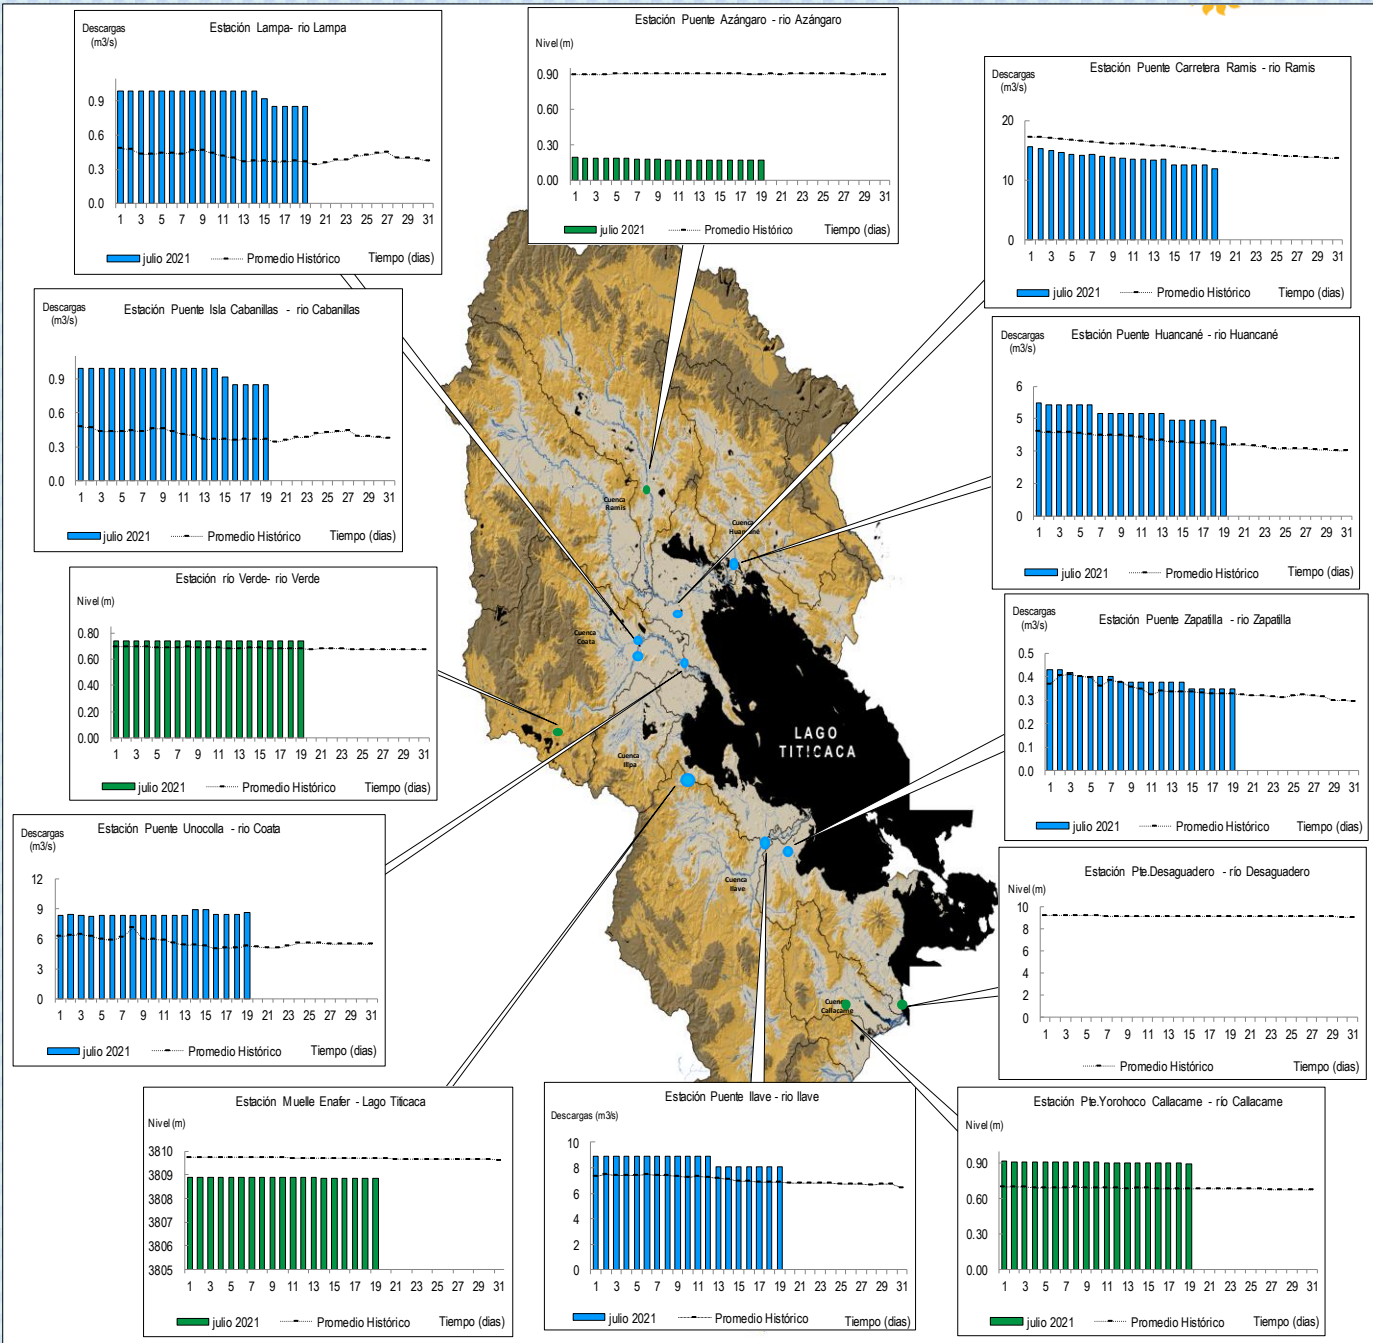 Estación Lampa- rio Lampa
Descargas
(m3/s)
0.9
0.6
0.3
0.0
1 3 5 7 9 11 13 15 17 19 21 23 25 27 29 31
julio 2021 Promedio Histórico Tiempo (dias)
Estación Puente Azángaro - rio Azángaro
Nivel (m)
0.90
0.60
0.30
0.00
1 3 5 7 9 11 13 15 17 19 21 23 25 27 29 31
julio 2021 Promedio Histórico Tiempo (dias)
Estación Puente Carretera Ramis - rio Ramis
Descargas
(m3/s)
20
10
0
1 3 5 7 9 11 13 15 17 19 21 23 25 27 29 31
julio 2021 Promedio Histórico Tiempo (dias)
Estación Puente Isla Cabanillas - rio Cabanillas
Descargas
(m3/s)
0.9
0.6
0.3
0.0
1 3 5 7 9 11 13 15 17 19 21 23 25 27 29 31
julio 2021 Promedio Histórico Tiempo (dias)
Estación Puente Huancané - rio Huancané
Descargas
(m3/s)
6
5
3
2
0
1 3 5 7 9 11 13 15 17 19 21 23 25 27 29 31
julio 2021 Promedio Histórico Tiempo (dias)
Estación río Verde- rio Verde
Nivel (m)
0.80
0.60
0.40
0.20
0.00
1 3 5 7 9 11 13 15 17 19 21 23 25 27 29 31
julio 2021 Promedio Histórico Tiempo (dias)
Estación Puente Zapatilla - rio Zapatilla
Descargas
(m3/s)
0.5
0.4
0.3
0.2
0.1
0.0
1 3 5 7 9 11 13 15 17 19 21 23 25 27 29 31
julio 2021 Promedio Histórico Tiempo (dias)
Cuenca
Ramis
Cuenca
Huancané
Cuenca
Coata
Cuenca
Illpa
LAGO
TITICACA
Cuenca
Ilave
Cuenca
Callacame
Estación Puente Unocolla - rio Coata
Descargas
(m3/s)
12
9
6
3
0
1 3 5 7 9 11 13 15 17 19 21 23 25 27 29 31
julio 2021 Promedio Histórico Tiempo (dias)
Estación Pte.Desaguadero - río Desaguadero
Nivel (m)
10
8
6
4
2
0
1 3 5 7 9 11 13 15 17 19 21 23 25 27 29 31
Promedio Histórico Tiempo (dias)
Estación Muelle Enafer - Lago Titicaca
Nivel (m)
3810
3809
3808
3807
3806
3805
1 3 5 7 9 11 13 15 17 19 21 23 25 27 29 31
julio 2021 Promedio Histórico Tiempo (dias)
Estación Puente Ilave - rio Ilave
Descargas (m3/s)
10
8
6
4
2
0
1 3 5 7 9 11 13 15 17 19 21 23 25 27 29 31
julio 2021 Promedio Histórico Tiempo (dias)
Estación Pte.Yorohoco Callacame - río Callacame
Nivel (m)
0.90
0.60
0.30
0.00
1 3 5 7 9 11 13 15 17 19 21 23 25 27 29 31
julio 2021 Promedio Histórico Tiempo (dias)